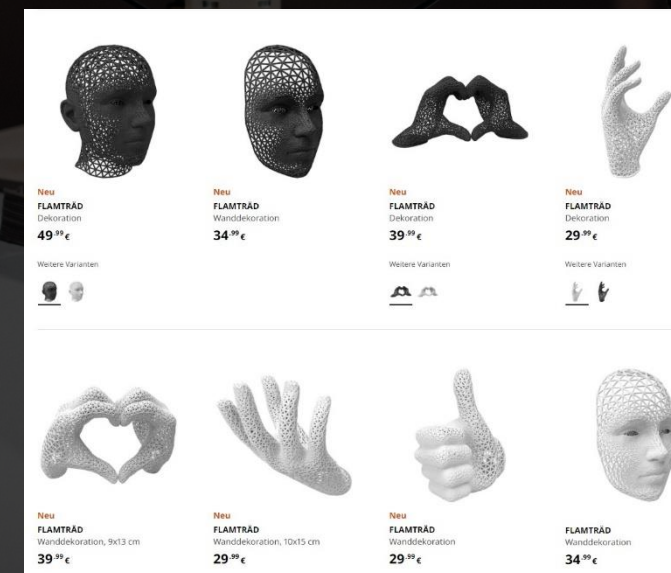 Neu
FLAMTRÄD
Dekoration
49.99 €
Weitere Varianten
Neu
FLAMTRÄD
Wanddekoration
34.99 €
Neu
FLAMTRÄD
Dekoration
39.99 €
Weitere Varianten
Neu
FLAMTRÄD
Dekoration
29.99 €
Weitere Varianten
Neu
FLAMTRÄD
Wanddekoration, 9x13 cm
39.99 €
Neu
FLAMTRÄD
Wanddekoration, 10x15 cm
29.99 €
Neu
FLAMTRÄD
Wanddekoration
29.99 €
FLAMTRÄD
Wanddekoration
34.99 €